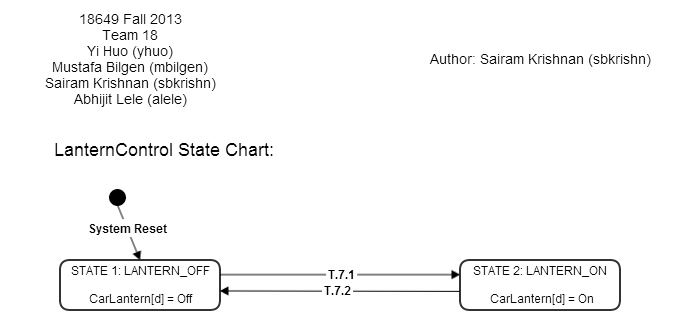 18649 Fall 2013
Team 18
Yi Huo (yhuo)
Mustafa Bilgen (mbilgen)
Sairam Krishnan (sbkrishn)
Abhijit Lele (alele)
Author: Sairam Krishnan (sbkrishn)
LanternControl State Chart:
System Reset
STATE 1: LANTERN_OFF
CarLantern[d] = Off
T.7.1
T.7.2
STATE 2: LANTERN_ON
CarLantern[d] = On